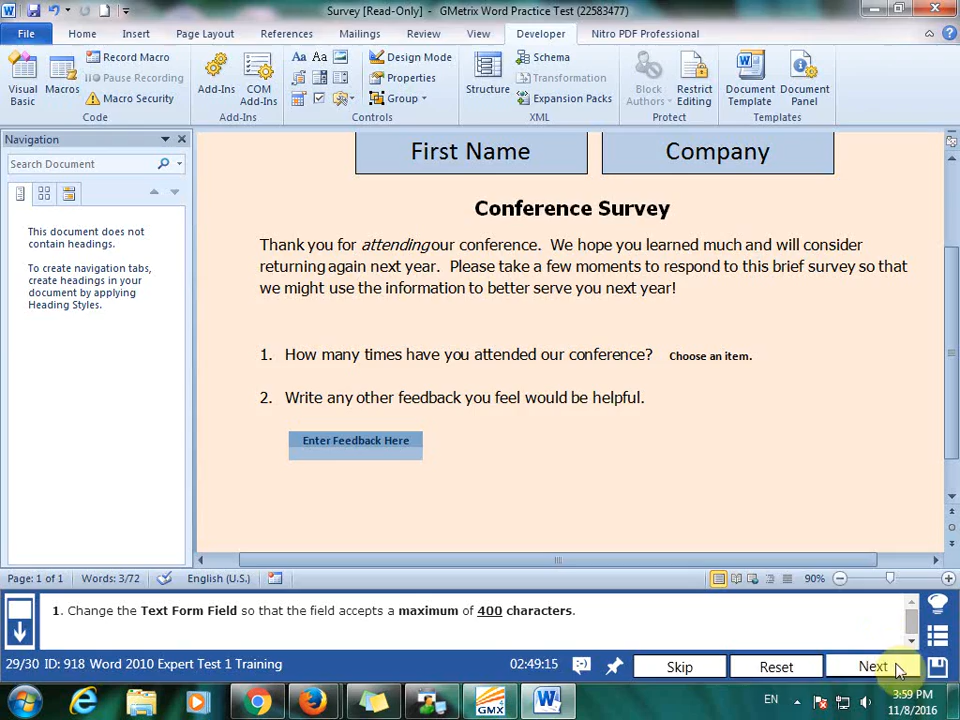 Survey [Read-Only] - GMetrix Word Practice Test (22583477)
File Home Insert Page Layout References Mailings Review View Developer Nitro PDF Professional
Visual Basic
Macros
Record Macro
Pause Recording
Macro Security
Code
Add-Ins
COM Add-Ins
Add-Ins
Aa Aa
Design Mode
Properties
Group
Controls
Structure
Schema
Transformation
Expansion Packs
XML
Block Authors
Restrict Editing
Protect
Document Template
Document Panel
Templates
Navigation
Search Document
This document does not
contain headings.
To create navigation tabs,
create headings in your
document by applying
Heading Styles.
First Name Company
Conference Survey
Thank you for attending our conference. We hope you learned much and will consider
returning again next year. Please take a few moments to respond to this brief survey so that
we might use the information to better serve you next year!
1. How many times have you attended our conference? Choose an item.
2. Write any other feedback you feel would be helpful.
Enter Feedback Here
Page: 1 of 1 Words: 3/72 English (U.S.) 90%
1. Change the Text Form Field so that the field accepts a maximum of 400 characters.
29/30 ID: 918 Word 2010 Expert Test 1 Training 02:49:15 Skip Reset Next
GMX
EN
3:59 PM
11/8/2016